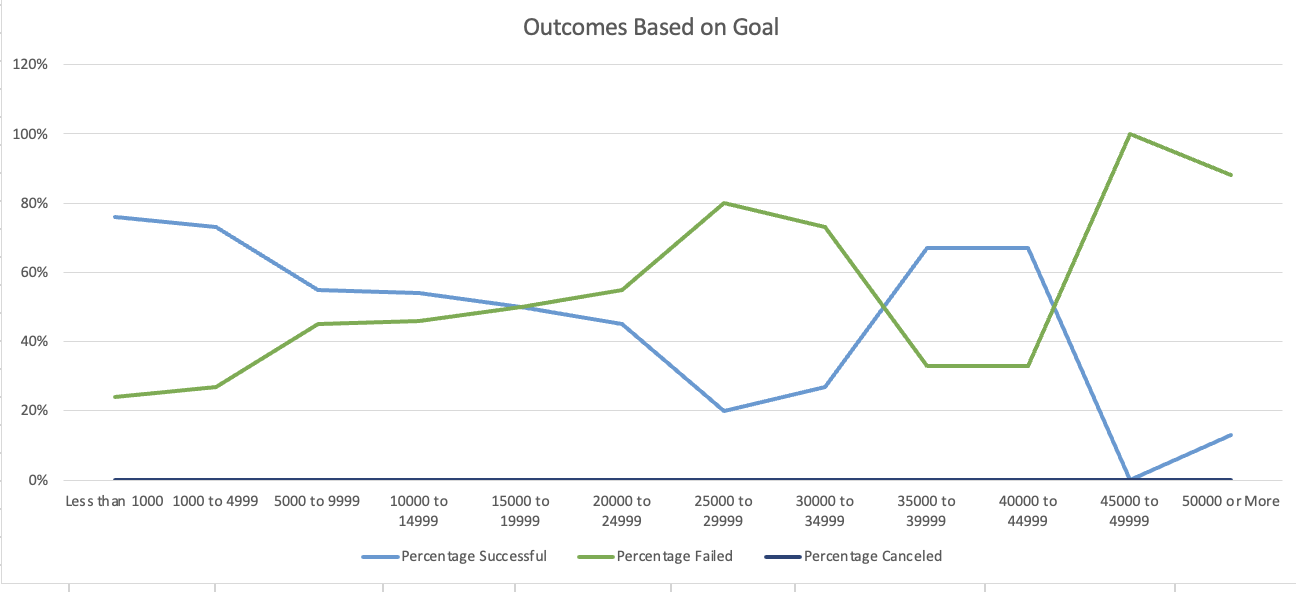 Outcomes Based on Goal
120%
100%
80%
60%
40%
20%
0%
Less than 1000 1000 to 4999 5000 to 9999 10000 to 15000 to 20000 to 25000 to 30000 to 35000 to 40000 to 45000 to 50000 or More
14999 19999 24999 29999 34999 39999 44999 49999
Percentage Successful Percentage Failed Percentage Canceled